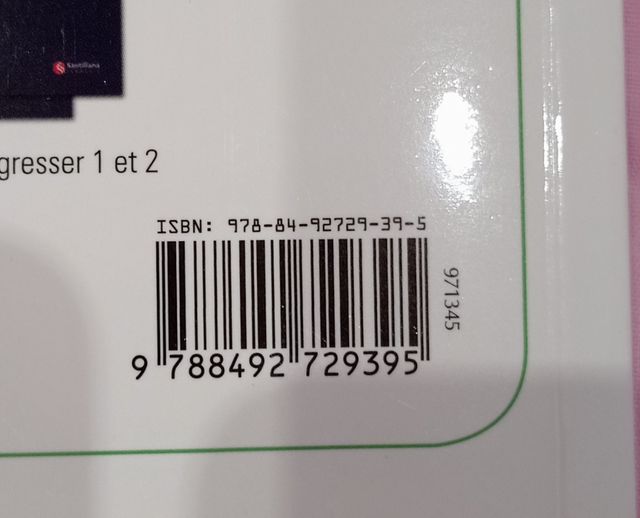 Santillana
gresser 1 et 2
ISBN: 978-84-92729-39-5
971345
9 788492 729395